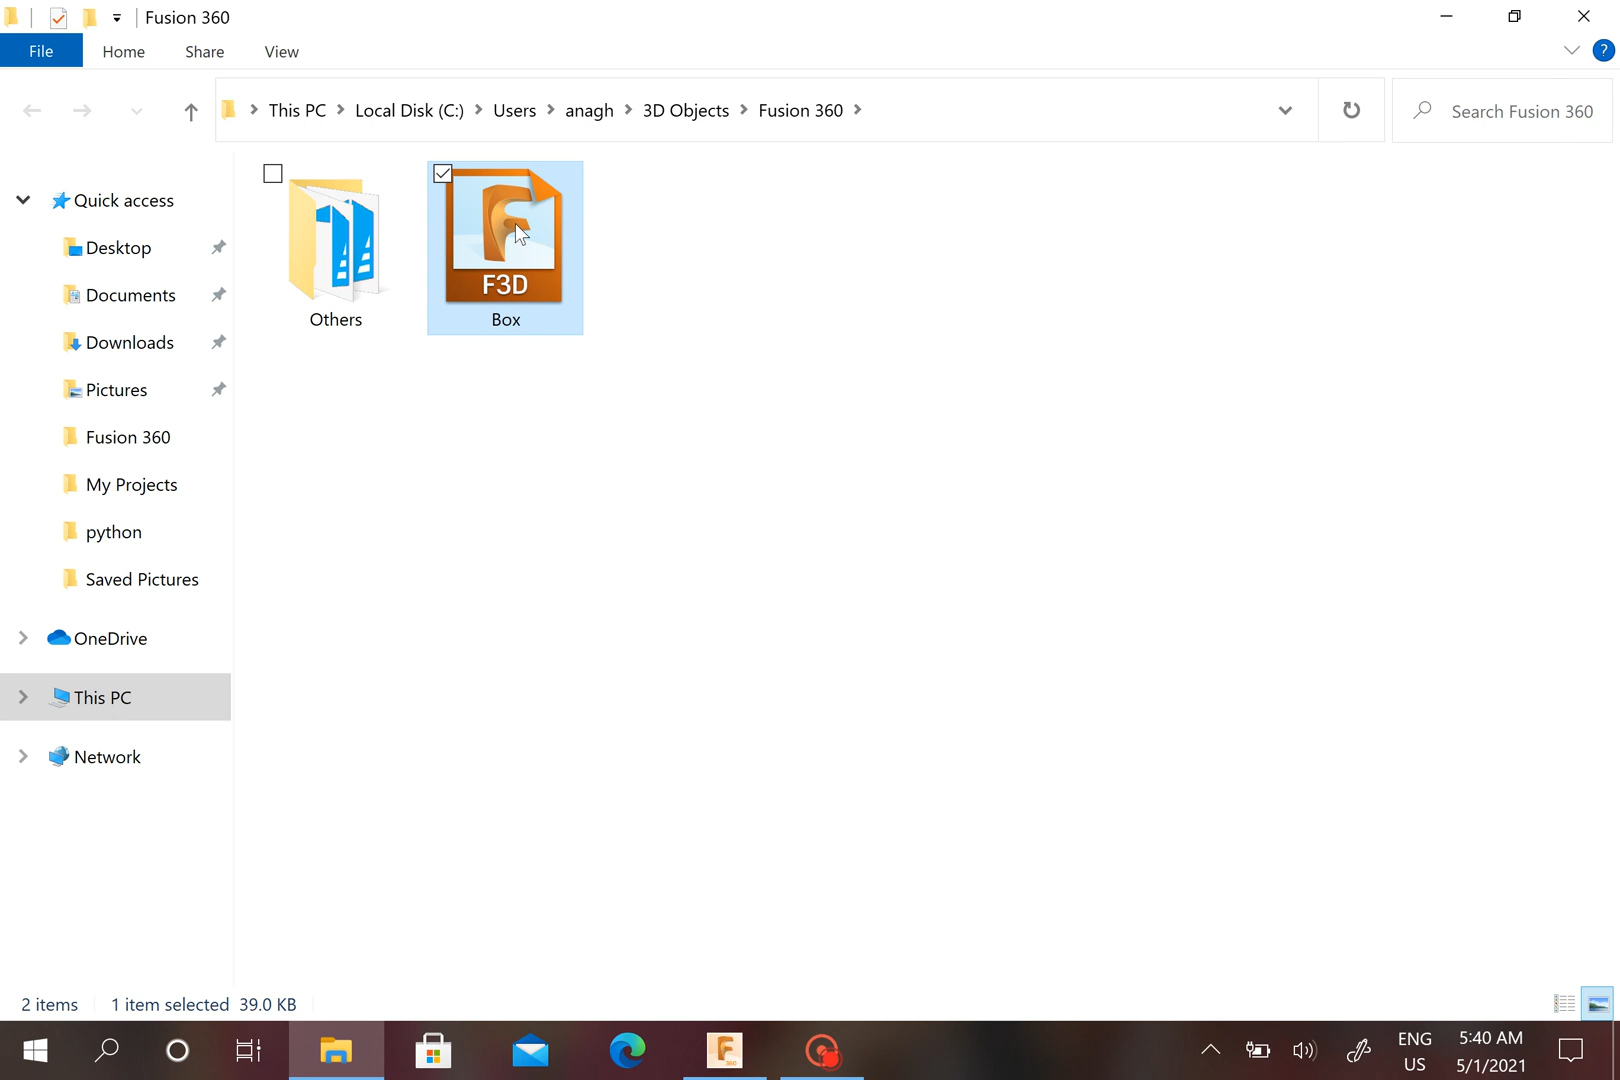 Fusion 360
File Home Share View
?
This PC Local Disk (C:) Users anagh 3D Objects Fusion 360
Search Fusion 360
Quick access
Desktop
Documents
Downloads
Pictures
Fusion 360
My Projects
python
Saved Pictures
OneDrive
This PC
Network
F
F3D
Others
Box
2 items 1 item selected 39.0 KB
F
360
ENG
US
5:40 AM
5/1/2021